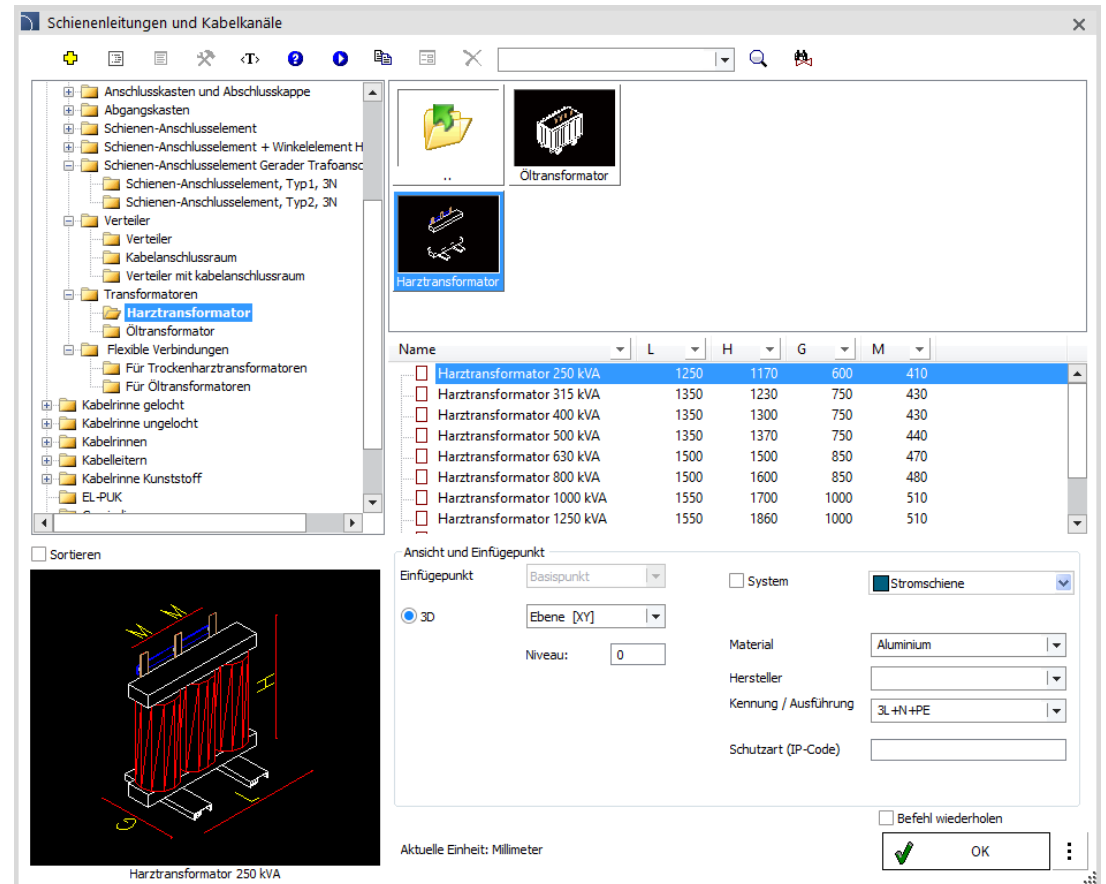 Schienenleitungen und Kabelkanäle
<T>
Anschlusskasten und Abschlusskappe
Abgangskasten
Schienen-Anschlusselement
Schienen-Anschlusselement + Winkelelement H
Schienen-Anschlusselement Gerader Trafoansc
Schienen-Anschlusselement, Typ1, 3N
Schienen-Anschlusselement, Typ2, 3N
Verteiler
Verteiler
Kabelanschlussraum
Verteiler mit kabelanschlussraum
Transformatoren
Harztransformator
Öltransformator
Flexible Verbindungen
Für Trockenharztransformatoren
Für Öltransformatoren
Kabelrinne gelocht
Kabelrinne ungelocht
Kabelrinnen
Kabelleitern
Kabelrinne Kunststoff
EL-PUK
..
Öltransformator
Harztransformator
Name L H G M
Harztransformator 250 kVA 1250 1170 600 410
Harztransformator 315 kVA 1350 1230 750 430
Harztransformator 400 kVA 1350 1300 750 430
Harztransformator 500 kVA 1350 1370 750 440
Harztransformator 630 kVA 1500 1500 850 470
Harztransformator 800 kVA 1500 1600 850 480
Harztransformator 1000 kVA 1550 1700 1000 510
Harztransformator 1250 kVA 1550 1860 1000 510
Sortieren
M M
H
L
G
Harztransformator 250 kVA
Ansicht und Einfügepunkt
Einfügepunkt Basispunkt
System Stromschiene
3D Ebene [XY]
Niveau: 0
Material Aluminium
Hersteller
Kennung / Ausführung 3L+N+PE
Schutzart (IP-Code)
Befehl wiederholen
Aktuelle Einheit: Millimeter
OK